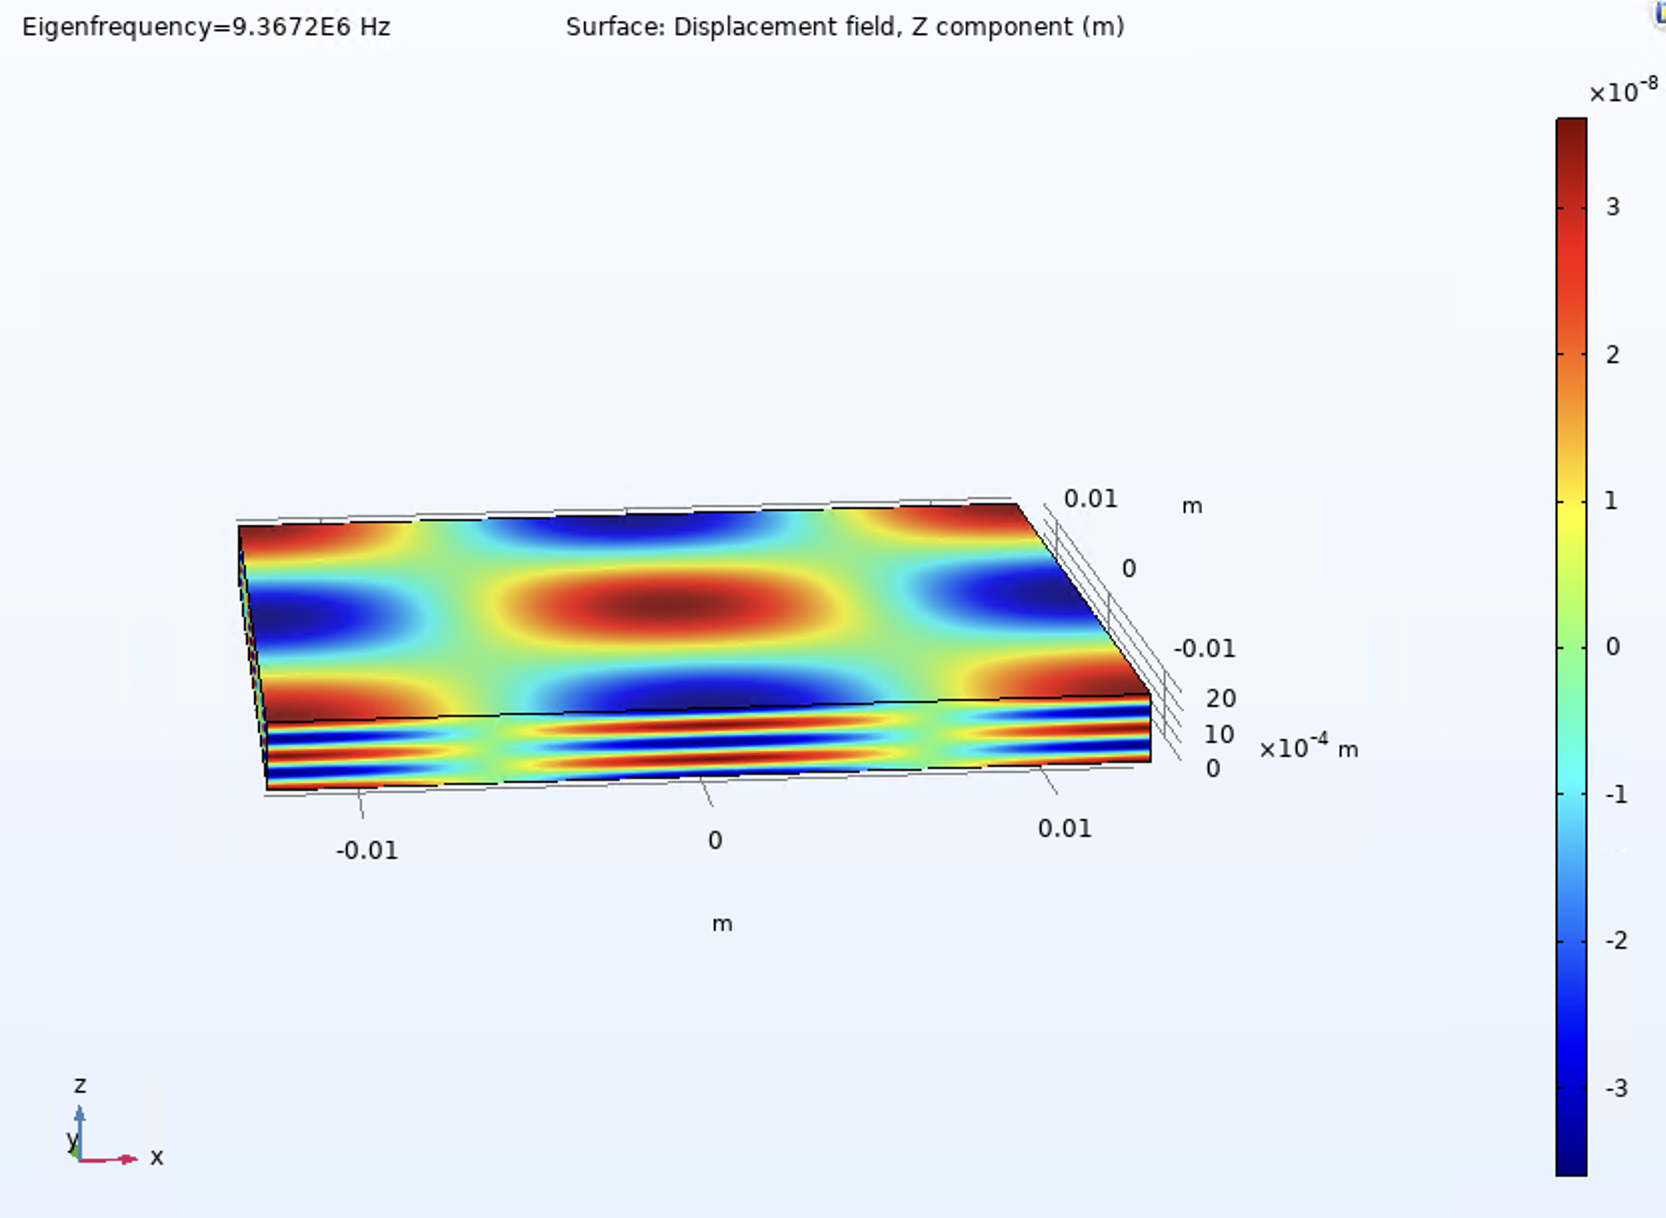 Eigenfrequency=9.3672E6 Hz Surface: Displacement field, Z component (m)
×10⁻⁸
3
2
1
0
-1
-2
-3
0.01
m
0
-0.01
20
10 ×10⁻⁴ m
0
-0.01 0 0.01
m
z
y
x